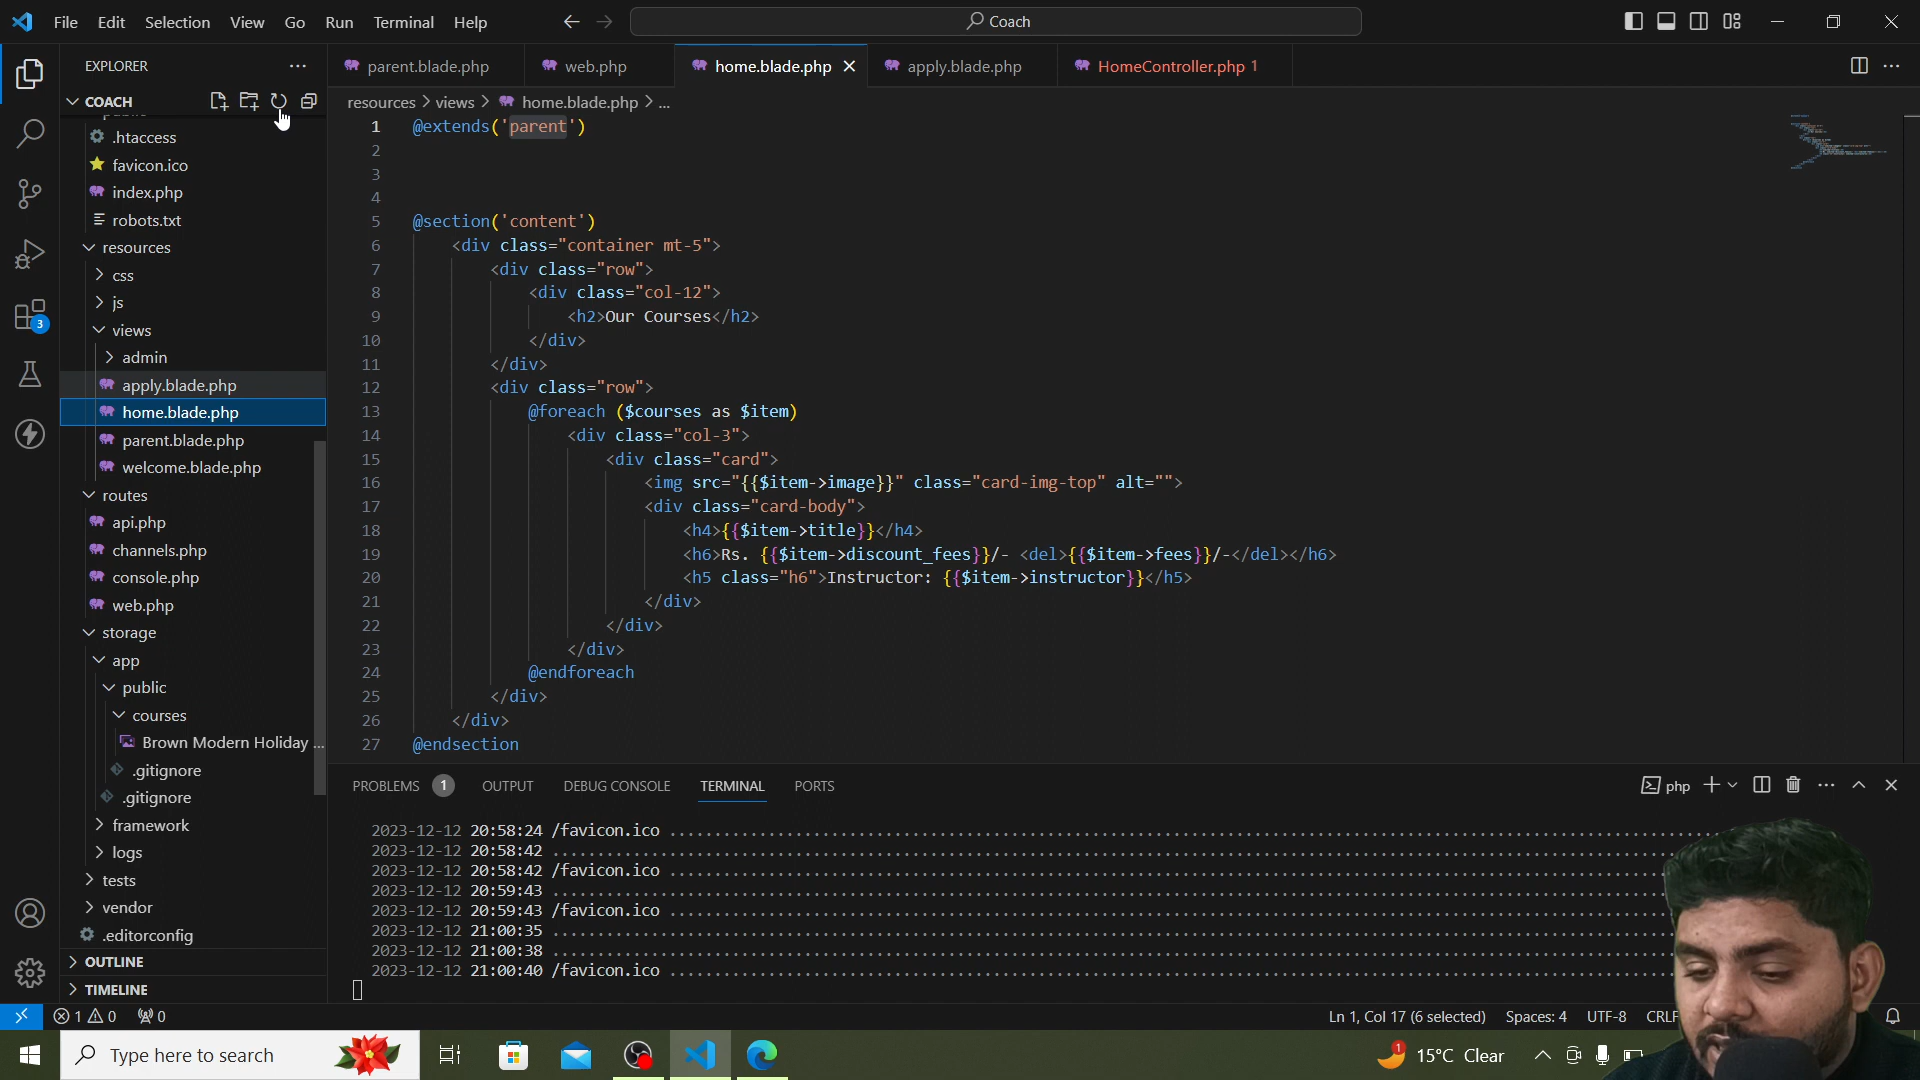 File Edit Selection View Go Run Terminal Help
Coach
EXPLORER
COACH
public
.htaccess
favicon.ico
index.php
robots.txt
resources
css
js
views
admin
apply.blade.php
home.blade.php
parent.blade.php
welcome.blade.php
routes
api.php
channels.php
console.php
web.php
storage
app
public
courses
Brown Modern Holiday ...
.gitignore
.gitignore
framework
logs
tests
vendor
.editorconfig
OUTLINE
TIMELINE
3
parent.blade.php web.php home.blade.php apply.blade.php HomeController.php 1
resources > views > home.blade.php > ...
1 @extends('parent')
2
3
4
5 @section('content')
6 <div class="container mt-5">
7 <div class="row">
8 <div class="col-12">
9 <h2>Our Courses</h2>
10 </div>
11 </div>
12 <div class="row">
13 @foreach ($courses as $item)
14 <div class="col-3">
15 <div class="card">
16 <img src="{{$item->image}}" class="card-img-top" alt="">
17 <div class="card-body">
18 <h4>{{$item->title}}</h4>
19 <h6>Rs. {{$item->discount_fees}}/- <del>{{$item->fees}}/-</del></h6>
20 <h5 class="h6">Instructor: {{$item->instructor}}</h5>
21 </div>
22 </div>
23 </div>
24 @endforeach
25 </div>
26 </div>
27 @endsection
PROBLEMS 1 OUTPUT DEBUG CONSOLE TERMINAL PORTS
php
2023-12-12 20:58:24 /favicon.ico
2023-12-12 20:58:42
2023-12-12 20:58:42 /favicon.ico
2023-12-12 20:59:43
2023-12-12 20:59:43 /favicon.ico
2023-12-12 21:00:35
2023-12-12 21:00:38
2023-12-12 21:00:40 /favicon.ico
1 0 0
Ln 1, Col 17 (6 selected) Spaces: 4 UTF-8 CRLF
Type here to search
1 15°C Clear